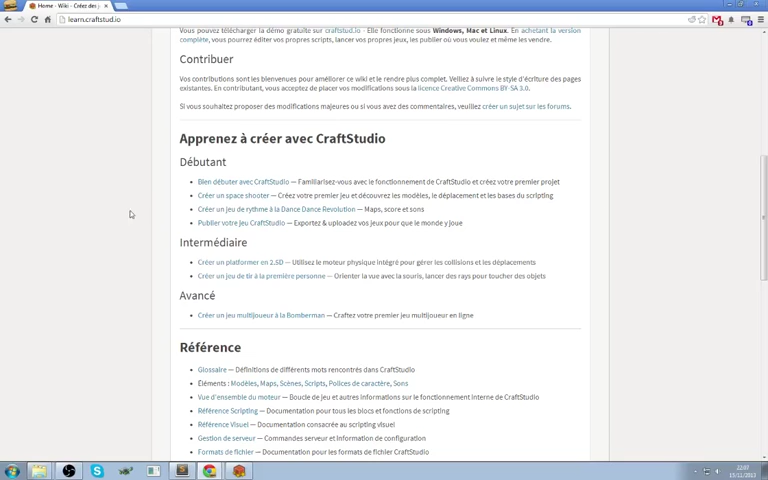 Home - Wiki - Créez des j
learn.craftstud.io
Vous pouvez télécharger la démo gratuite sur craftstud.io - Elle fonctionne sous Windows, Mac et Linux. En achetant la version
complète, vous pourrez éditer vos propres scripts, lancer vos propres jeux, les publier où vous voulez et même les vendre.
Contribuer
Vos contributions sont les bienvenues pour améliorer ce wiki et le rendre plus complet. Veillez à suivre le style d'écriture des pages
existantes. En contributant, vous acceptez de placer vos modifications sous la licence Creative Commons BY-SA 3.0.
Si vous souhaitez proposer des modifications majeures ou si vous avez des commentaires, veuillez créer un sujet sur les forums.
Apprenez à créer avec CraftStudio
Débutant
• Bien débuter avec CraftStudio — Familiarisez-vous avec le fonctionnement de CraftStudio et créez votre premier projet
• Créer un space shooter — Créez votre premier jeu et découvrez les modèles, le déplacement et les bases du scripting
• Créer un jeu de rythme à la Dance Dance Revolution — Maps, score et sons
• Publier votre jeu CraftStudio — Exportez & uploadez vos jeux pour que le monde y joue
Intermédiaire
• Créer un platformer en 2.5D — Utilisez le moteur physique intégré pour gérer les collisions et les déplacements
• Créer un jeu de tir à la première personne — Orienter la vue avec la souris, lancer des rays pour toucher des objets
Avancé
• Créer un jeu multijoueur à la Bomberman — Craftez votre premier jeu multijoueur en ligne
Référence
• Glossaire — Définitions de différents mots rencontrés dans CraftStudio
• Éléments : Modèles, Maps, Scènes, Scripts, Polices de caractère, Sons
• Vue d'ensemble du moteur — Boucle de jeu et autres informations sur le fonctionnement interne de CraftStudio
• Référence Scripting — Documentation pour tous les blocs et fonctions de scripting
• Référence Visuel — Documentation consacrée au scripting visuel
• Gestion de serveur — Commandes serveur et information de configuration
• Formats de fichier — Documentation pour les formats de fichier CraftStudio
22:07
15/11/2013